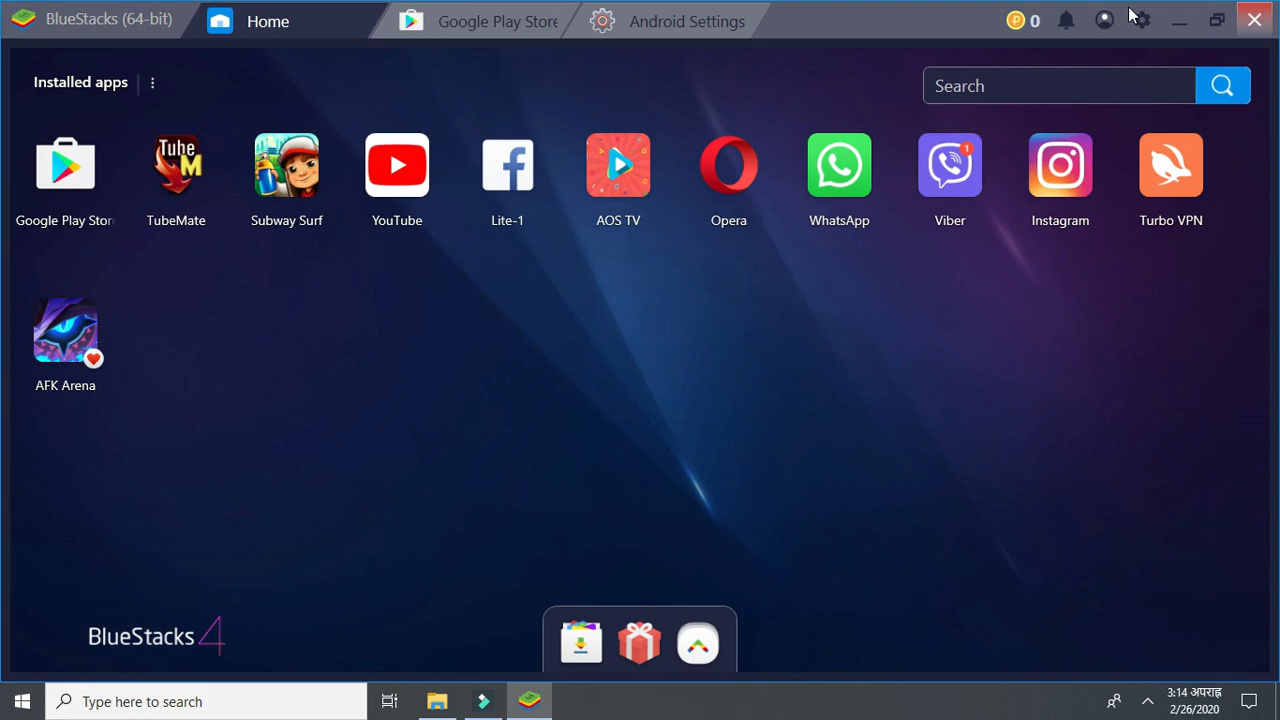 BlueStacks (64-bit)
Home
Google Play Store
Android Settings
0
Installed apps
Search
Tube
M
1
Google Play Stor
TubeMate
Subway Surf
YouTube
Lite-1
AOS TV
Opera
WhatsApp
Viber
Instagram
Turbo VPN
AFK Arena
BlueStacks 4
Type here to search
3:14 अपराह्न
2/26/2020